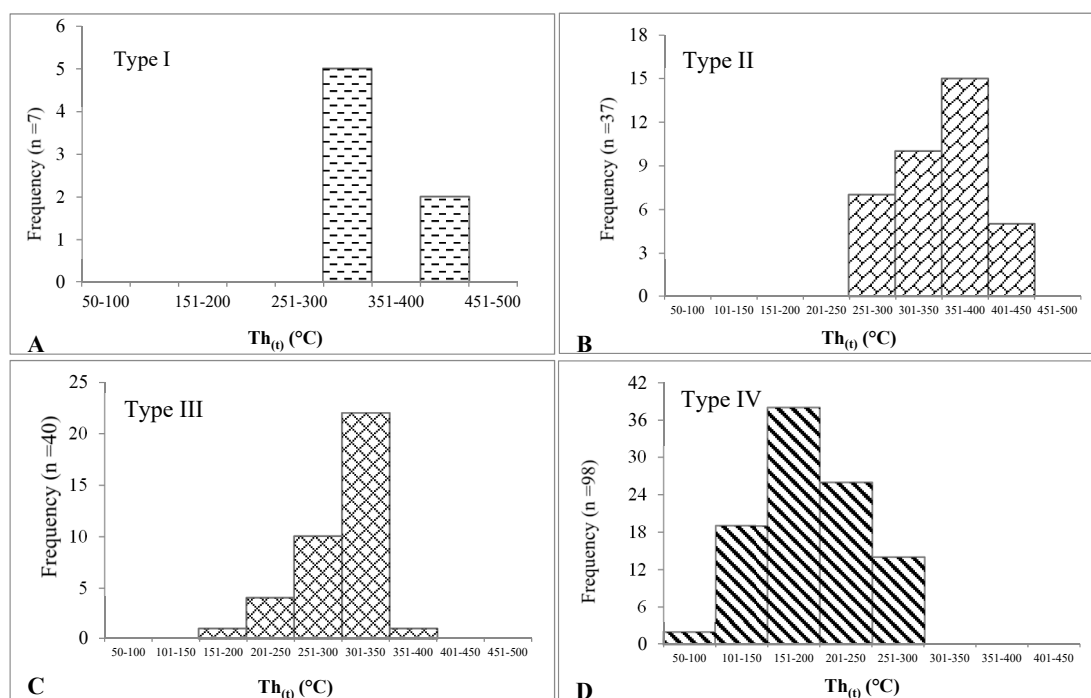 Type I
Frequency (n =7)
6
5
4
3
2
1
0
50-100 151-200 251-300 351-400 451-500
Th(t) (°C)
A
Type II
Frequency (n =37)
18
15
12
9
6
3
0
50-100 101-150 151-200 201-250 251-300 301-350 351-400 401-450 451-500
Th(t) (°C)
B
Type III
Frequency (n =40)
25
20
15
10
5
0
50-100 101-150 151-200 201-250 251-300 301-350 351-400 401-450 451-500
Th(t) (°C)
C
Type IV
Frequency (n =98)
42
36
30
24
18
12
6
0
50-100 101-150 151-200 201-250 251-300 301-350 351-400 401-450 451-500
Th(t) (°C)
D